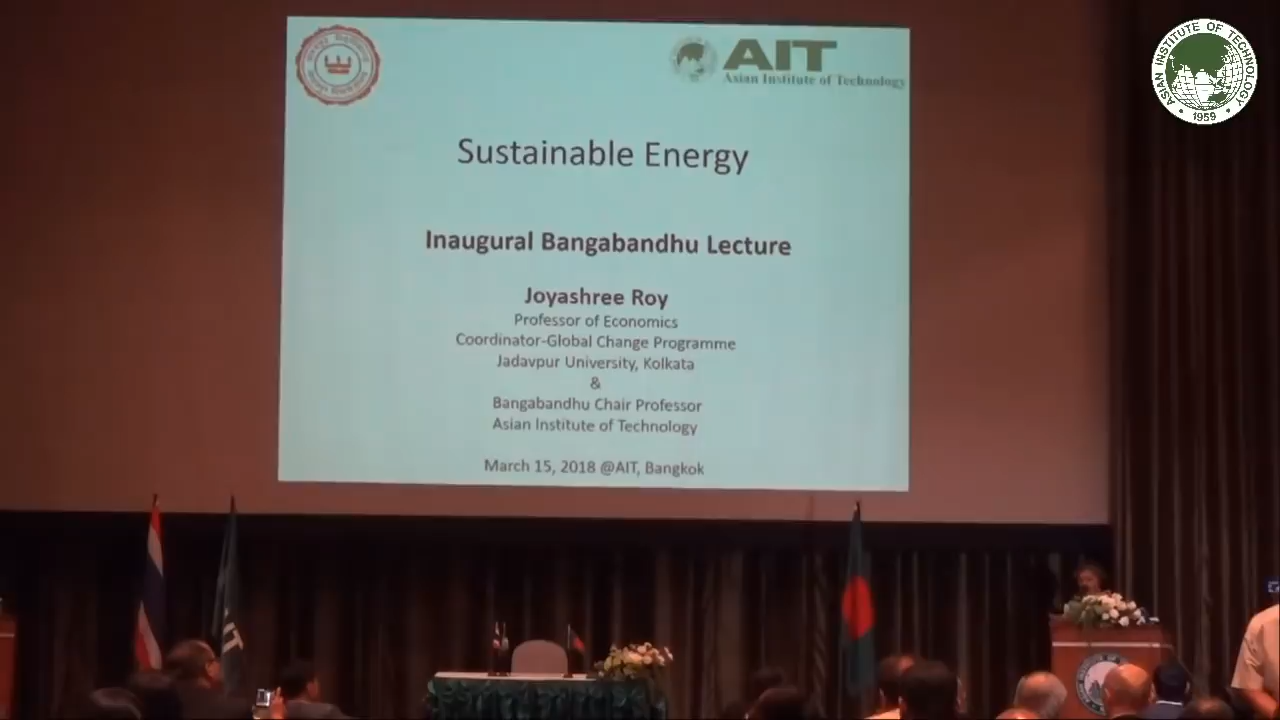 AIT
Asian Institute of Technology
ASIAN INSTITUTE OF TECHNOLOGY
1959
Sustainable Energy
Inaugural Bangabandhu Lecture
Joyashree Roy
Professor of Economics
Coordinator-Global Change Programme
Jadavpur University, Kolkata
&
Bangabandhu Chair Professor
Asian Institute of Technology
March 15, 2018 @AIT, Bangkok